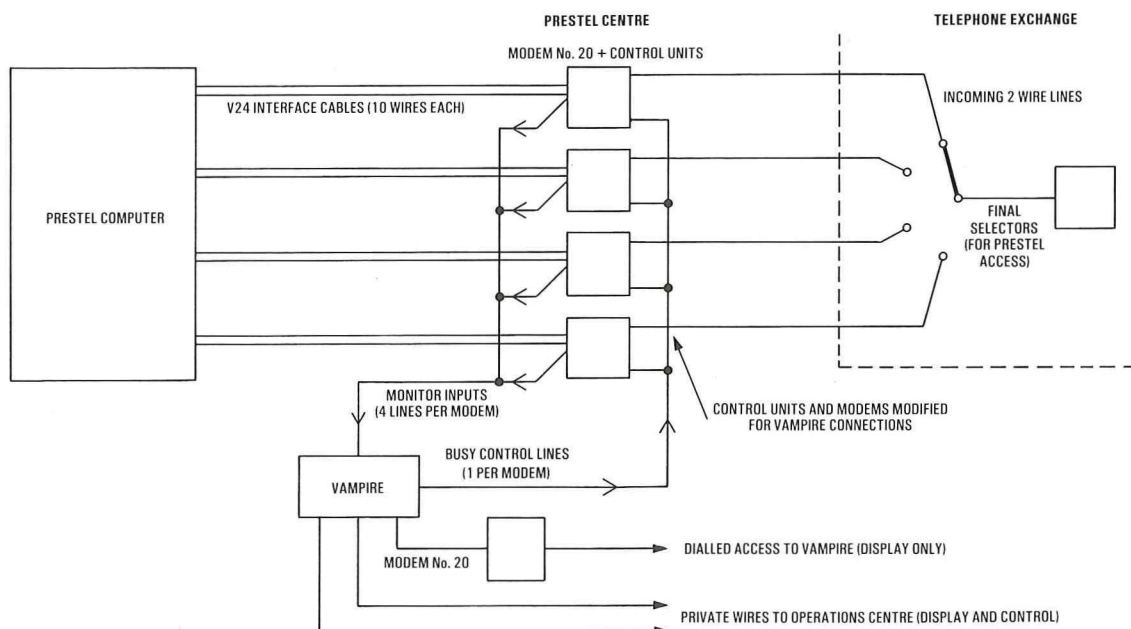 PRESTEL CENTRE
TELEPHONE EXCHANGE
MODEM No. 20 + CONTROL UNITS
V24 INTERFACE CABLES (10 WIRES EACH)
INCOMING 2 WIRE LINES
PRESTEL COMPUTER
FINAL
SELECTORS
(FOR PRESTEL
ACCESS)
MONITOR INPUTS
(4 LINES PER MODEM)
CONTROL UNITS AND MODEMS MODIFIED
FOR VAMPIRE CONNECTIONS
BUSY CONTROL LINES
(1 PER MODEM)
VAMPIRE
MODEM No. 20
DIALLED ACCESS TO VAMPIRE (DISPLAY ONLY)
PRIVATE WIRES TO OPERATIONS CENTRE (DISPLAY AND CONTROL)